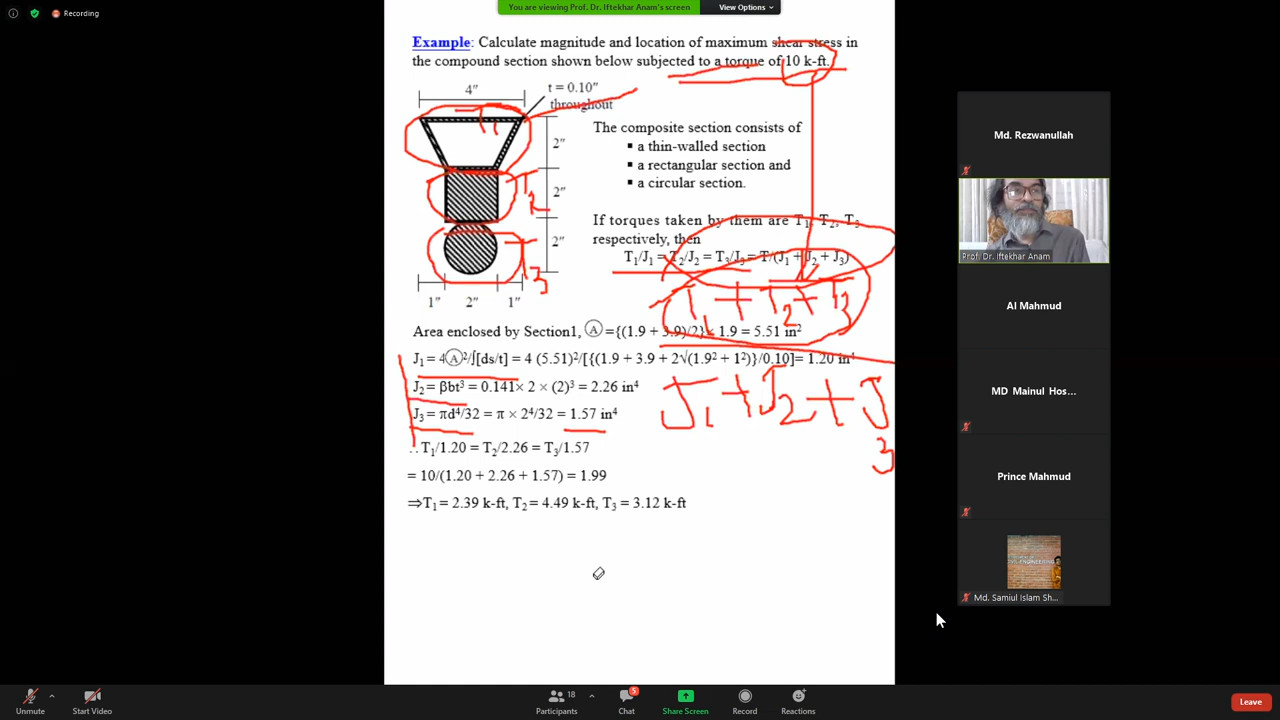 You are viewing Prof. Dr. Iftekhar Anam's screen
View Options
Recording
Example: Calculate magnitude and location of maximum shear stress in
the compound section shown below subjected to a torque of 10 k-ft.
4″
t = 0.10″
throughout
T1
2″
T2
2″
T3
2″
1″ 2″ 1″
The composite section consists of
▪ a thin-walled section
▪ a rectangular section and
▪ a circular section.
If torques taken by them are T1, T2, T3
respectively, then
T1/J1 = T2/J2 = T3/J3 = T/(J1 + J2 + J3)
T1 + T2 + T3
Area enclosed by Section1, Ⓐ = {(1.9 + 3.9)/2} × 1.9 = 5.51 in²
J1 = 4Ⓐ²/∫[ds/t] = 4 (5.51)²/[{(1.9 + 3.9 + 2√(1.9² + 1²)}/0.10] = 1.20 in⁴
J2 = βbt³ = 0.141× 2 × (2)³ = 2.26 in⁴
J1 + J2 + J3
J3 = πd⁴/32 = π × 2⁴/32 = 1.57 in⁴
∴ T1/1.20 = T2/2.26 = T3/1.57
= 10/(1.20 + 2.26 + 1.57) = 1.99
⇒T1 = 2.39 k-ft, T2 = 4.49 k-ft, T3 = 3.12 k-ft
Md. Rezwanullah
Prof. Dr. Iftekhar Anam
Al Mahmud
MD Mainul Hos...
Prince Mahmud
Md. Samiul Islam Sh...
Unmute
Start Video
18
Participants
5
Chat
Share Screen
Record
Reactions
Leave